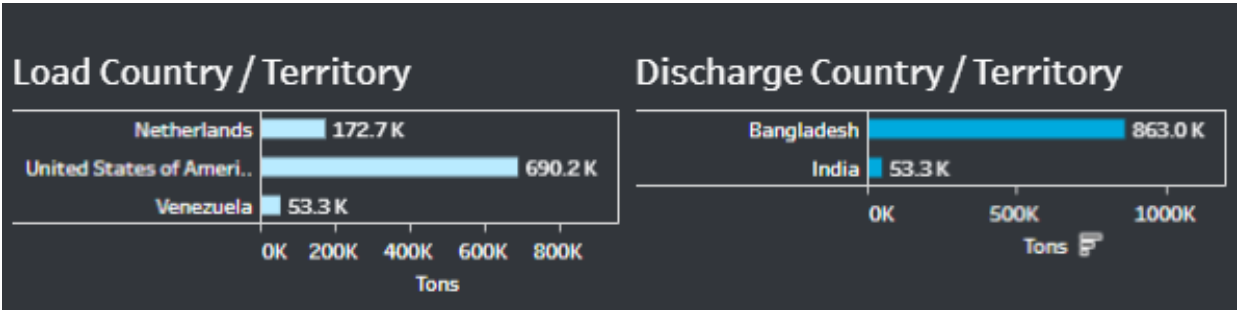 Load Country / Territory
Netherlands 172.7 K
United States of Ameri.. 690.2 K
Venezuela 53.3 K
0K 200K 400K 600K 800K
Tons
Discharge Country / Territory
Bangladesh 863.0 K
India 53.3 K
0K 500K 1000K
Tons